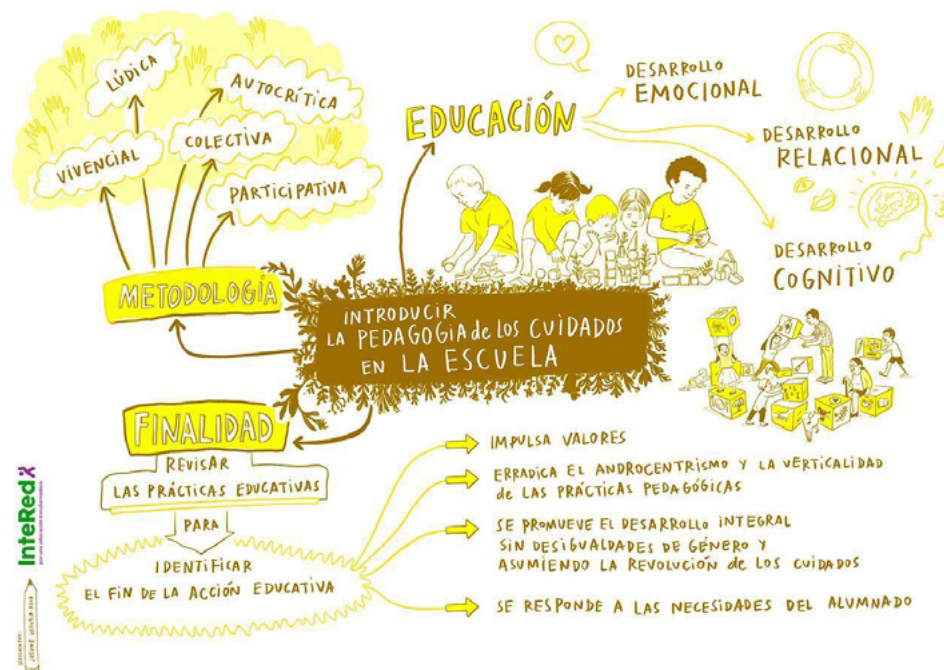 LÚDICA
AUTOCRÍTICA
VIVENCIAL
COLECTIVA
PARTICIPATIVA
METODOLOGÍA
EDUCACIÓN
DESARROLLO
EMOCIONAL
DESARROLLO
RELACIONAL
DESARROLLO
COGNITIVO
INTRODUCIR
LA PEDAGOGIA de LOS CUIDADOS
EN LA ESCUELA
FINALIDAD
REVISAR
LAS PRÁCTICAS EDUCATIVAS
PARA
IDENTIFICAR
EL FIN DE LA ACCIÓN EDUCATIVA
IMPULSA VALORES
ERRADICA EL ANDROCENTRISMO Y LA VERTICALIDAD
de LAS PRÁCTICAS PEDAGÓGICAS
SE PROMUEVE EL DESARROLLO INTEGRAL
SIN DESIGUALDADES DE GÉNERO Y
ASUMIENDO LA REVOLUCIÓN DE LOS CUIDADOS
SE RESPONDE A LAS NECESIDADES DEL ALUMNADO
InteRed